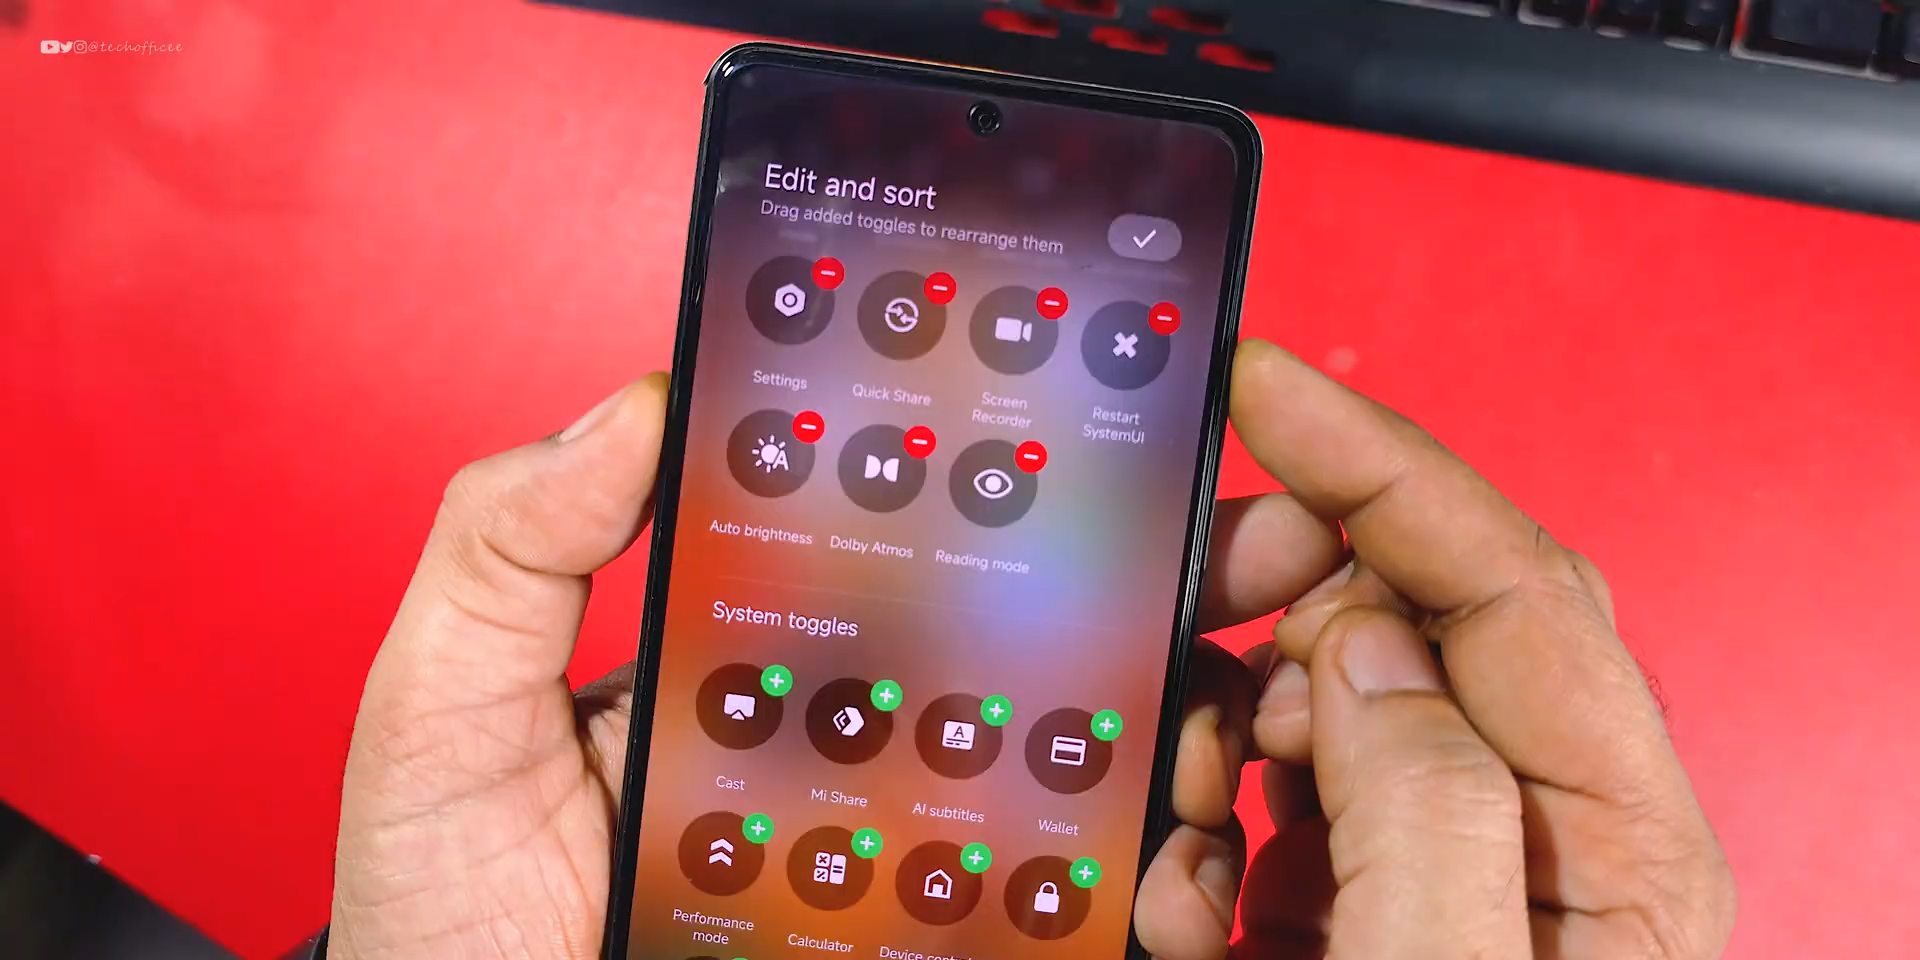 @techofficee
Edit and sort
Drag added toggles to rearrange them
Settings
Quick Share
Screen
Recorder
Restart
SystemUI
A
Auto brightness
Dolby Atmos
Reading mode
System toggles
A
Cast
Mi Share
AI subtitles
Wallet
Performance
mode
Calculator
Device